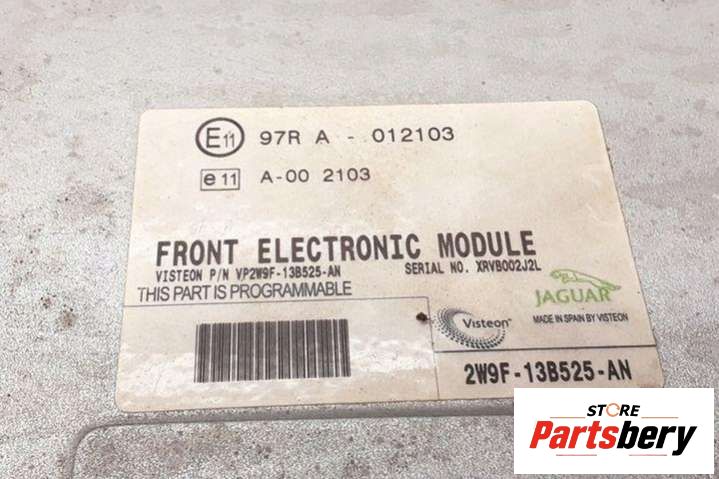 E11 97R A - 012103
e 11 A-00 2103
FRONT ELECTRONIC MODULE
VISTEON P/N VP2W9F-13B525-AN SERIAL NO. XRVB002J2L
THIS PART IS PROGRAMMABLE
JAGUAR
Visteon
MADE IN SPAIN BY VISTEON
2W9F-13B525-AN
STORE
Partsbery